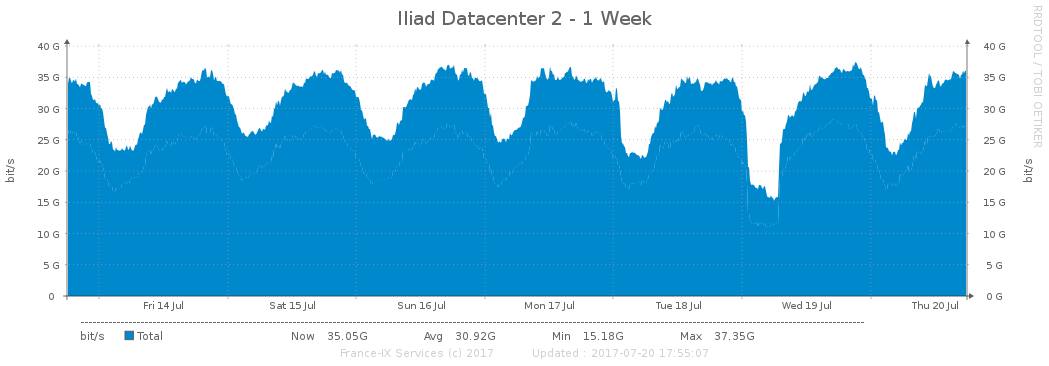 Iliad Datacenter 2 - 1 Week
RRDTOOL / TOBI OETIKER
40 G 40 G
35 G 35 G
30 G 30 G
25 G 25 G
20 G 20 G
15 G 15 G
10 G 10 G
5 G 5 G
0 0 G
bit/s bit/s
Fri 14 Jul Sat 15 Jul Sun 16 Jul Mon 17 Jul Tue 18 Jul Wed 19 Jul Thu 20 Jul
bit/s Total Now 35.05G Avg 30.92G Min 15.18G Max 37.35G
France-IX Services (c) 2017 Updated : 2017-07-20 17:55:07